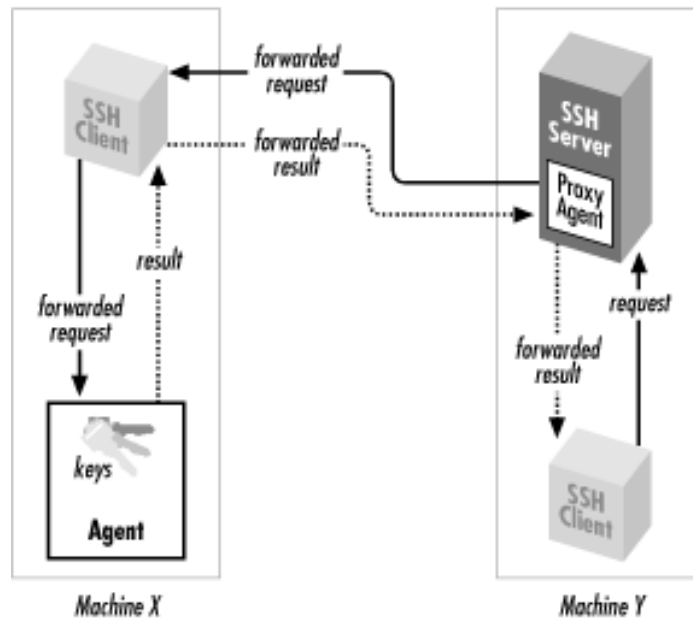 forwarded
request
SSH
Client
forwarded
result
SSH
Server
Proxy
Agent
result
forwarded
request
request
forwarded
result
keys
Agent
SSH
Client
Machine X
Machine Y